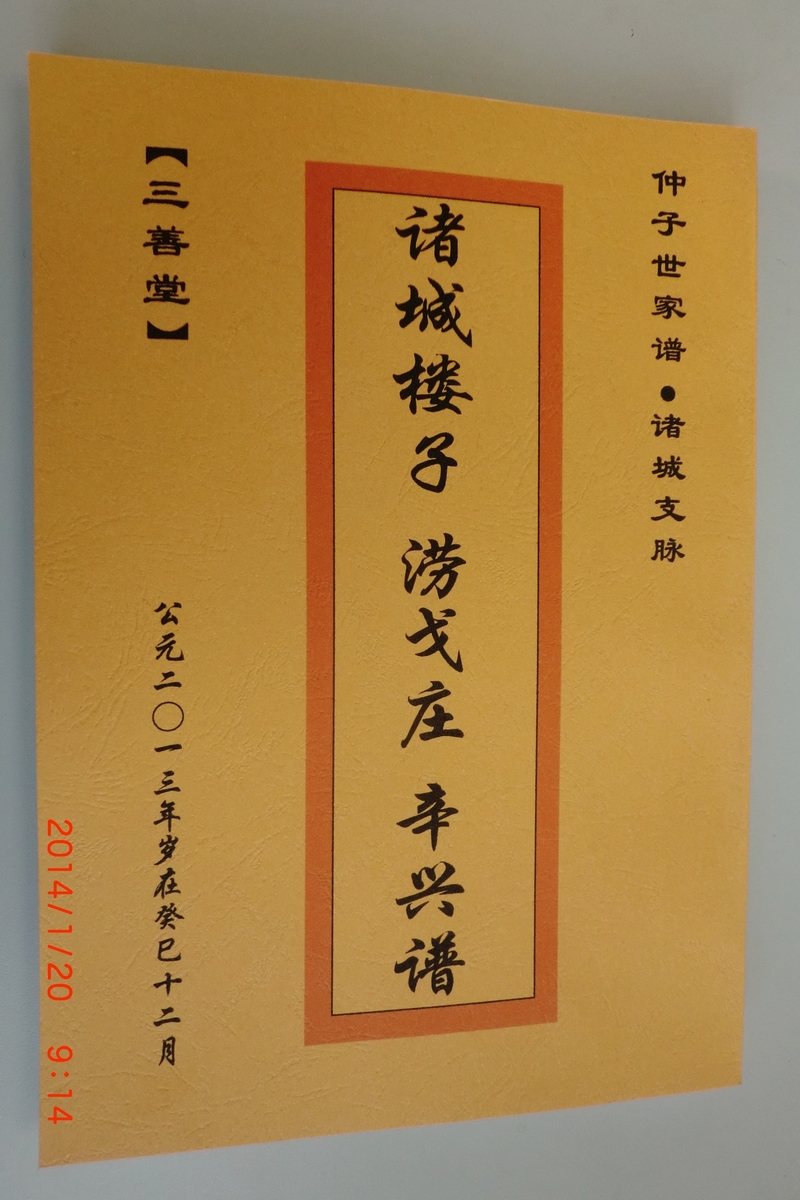 仲子世家谱●诸城支脉
诸城楼子 涝戈庄 辛兴谱
【三善堂】
公元二〇一三年岁在癸巳十二月
2014/1/20 9:14